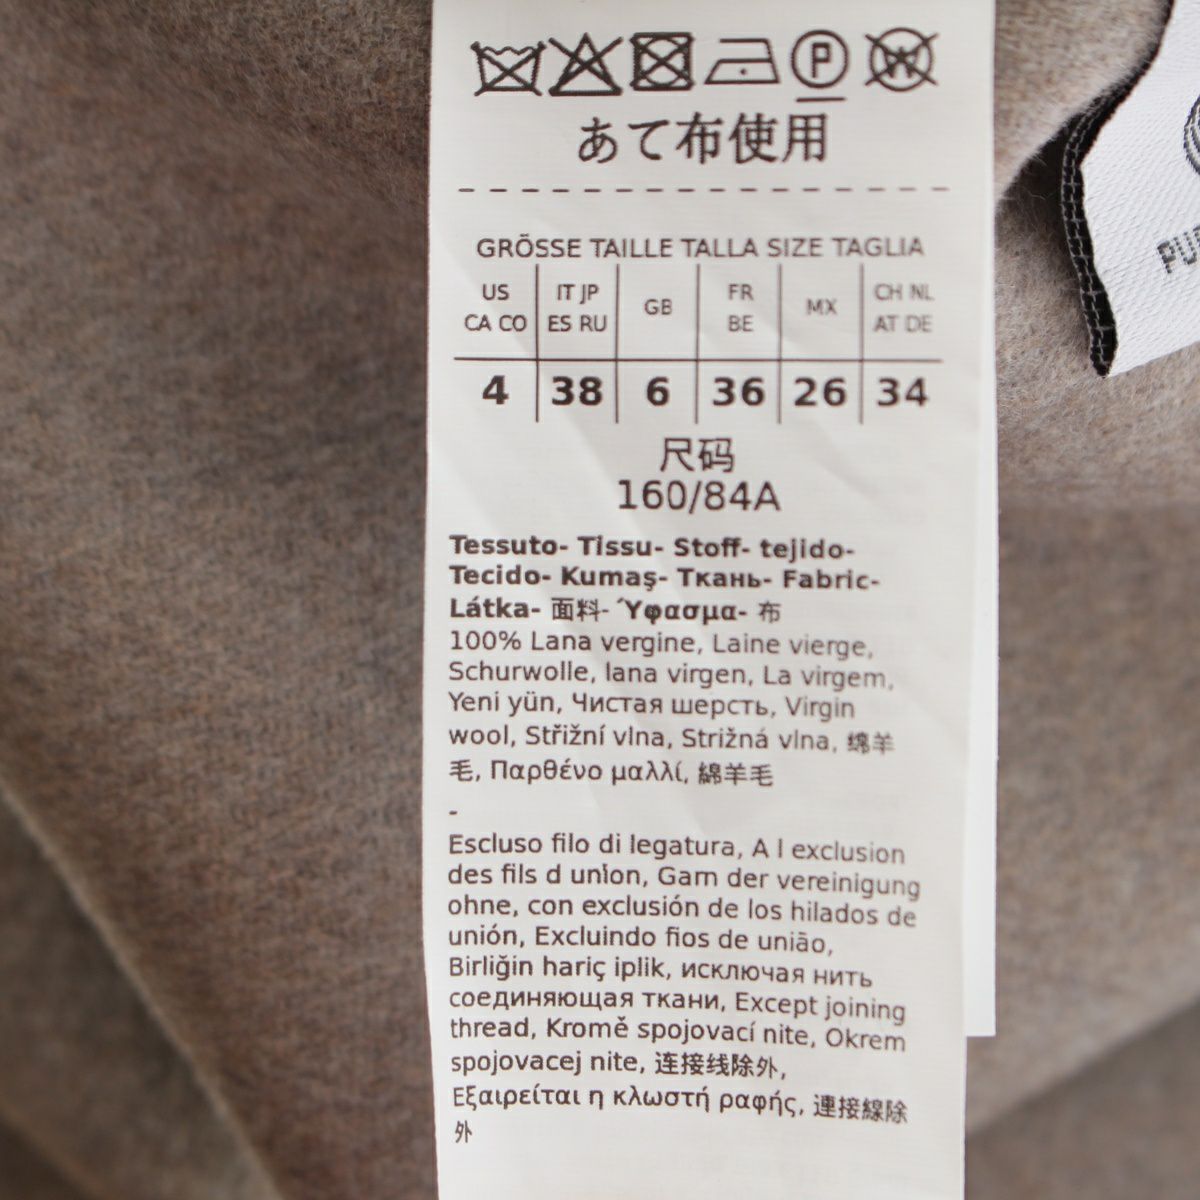 P W
あて布使用
GRÖSSE TAILLE TALLA SIZE TAGLIA
US IT JP GB FR MX CH NL
CA CO ES RU BE AT DE
4 38 6 36 26 34
尺码
160/84A
Tessuto- Tissu- Stoff- tejido-
Tecido- Kumaş- Ткань- Fabric-
Látka- 面料- Ύφασμα- 布
100% Lana vergine, Laine vierge,
Schurwolle, lana virgen, La virgem,
Yeni yün, Чистая шерсть, Virgin
wool, Střižní vlna, Strižná vlna, 绵羊
毛, Παρθένο μαλλί, 綿羊毛
-
Escluso filo di legatura, A l exclusion
des fils d union, Garn der vereinigung
ohne, con exclusión de los hilados de
unión, Excluindo fios de união,
Birliğin hariç iplik, исключая нить
соединяющая ткани, Except joining
thread, Kromě spojovací nite, Okrem
spojovacej nite, 连接线除外,
Εξαιρείται η κλωστή ραφής, 連接線除
外